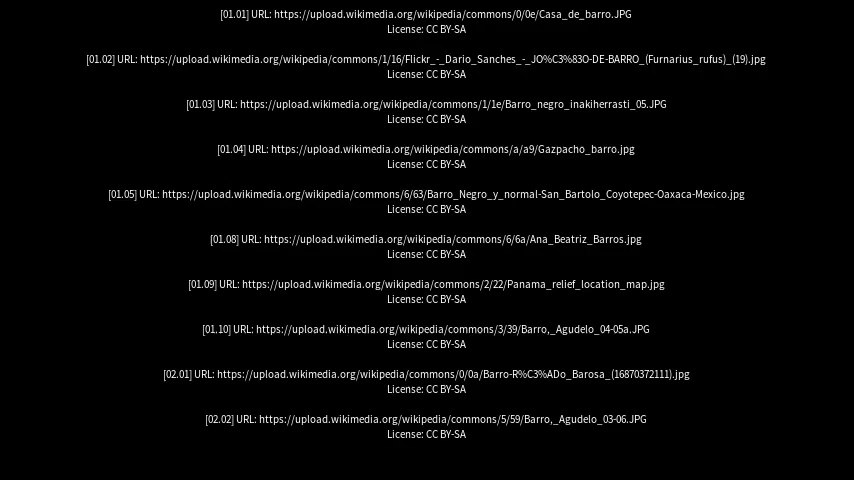 [01.01] URL: https://upload.wikimedia.org/wikipedia/commons/0/0e/Casa_de_barro.JPG
License: CC BY-SA
[01.02] URL: https://upload.wikimedia.org/wikipedia/commons/1/16/Flickr_-_Dario_Sanches_-_JO%C3%83O-DE-BARRO_(Furnarius_rufus)_(19).jpg
License: CC BY-SA
[01.03] URL: https://upload.wikimedia.org/wikipedia/commons/1/1e/Barro_negro_inakiherrasti_05.JPG
License: CC BY-SA
[01.04] URL: https://upload.wikimedia.org/wikipedia/commons/a/a9/Gazpacho_barro.jpg
License: CC BY-SA
[01.05] URL: https://upload.wikimedia.org/wikipedia/commons/6/63/Barro_Negro_y_normal-San_Bartolo_Coyotepec-Oaxaca-Mexico.jpg
License: CC BY-SA
[01.08] URL: https://upload.wikimedia.org/wikipedia/commons/6/6a/Ana_Beatriz_Barros.jpg
License: CC BY-SA
[01.09] URL: https://upload.wikimedia.org/wikipedia/commons/2/22/Panama_relief_location_map.jpg
License: CC BY-SA
[01.10] URL: https://upload.wikimedia.org/wikipedia/commons/3/39/Barro,_Agudelo_04-05a.JPG
License: CC BY-SA
[02.01] URL: https://upload.wikimedia.org/wikipedia/commons/0/0a/Barro-R%C3%ADo_Barosa_(16870372111).jpg
License: CC BY-SA
[02.02] URL: https://upload.wikimedia.org/wikipedia/commons/5/59/Barro,_Agudelo_03-06.JPG
License: CC BY-SA